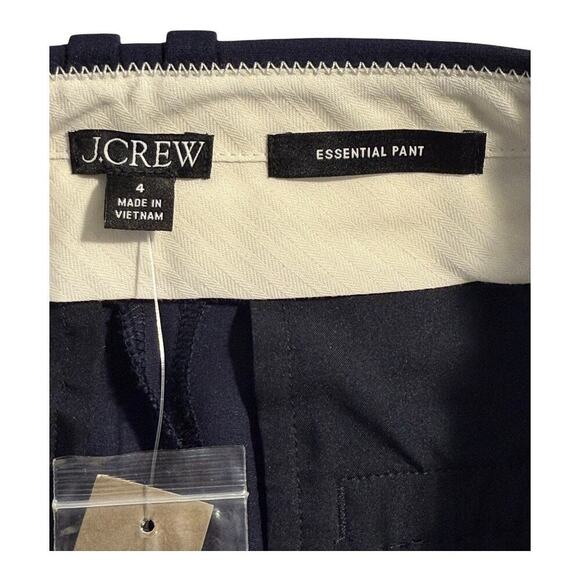 J.CREW
4
MADE IN
VIETNAM
ESSENTIAL PANT